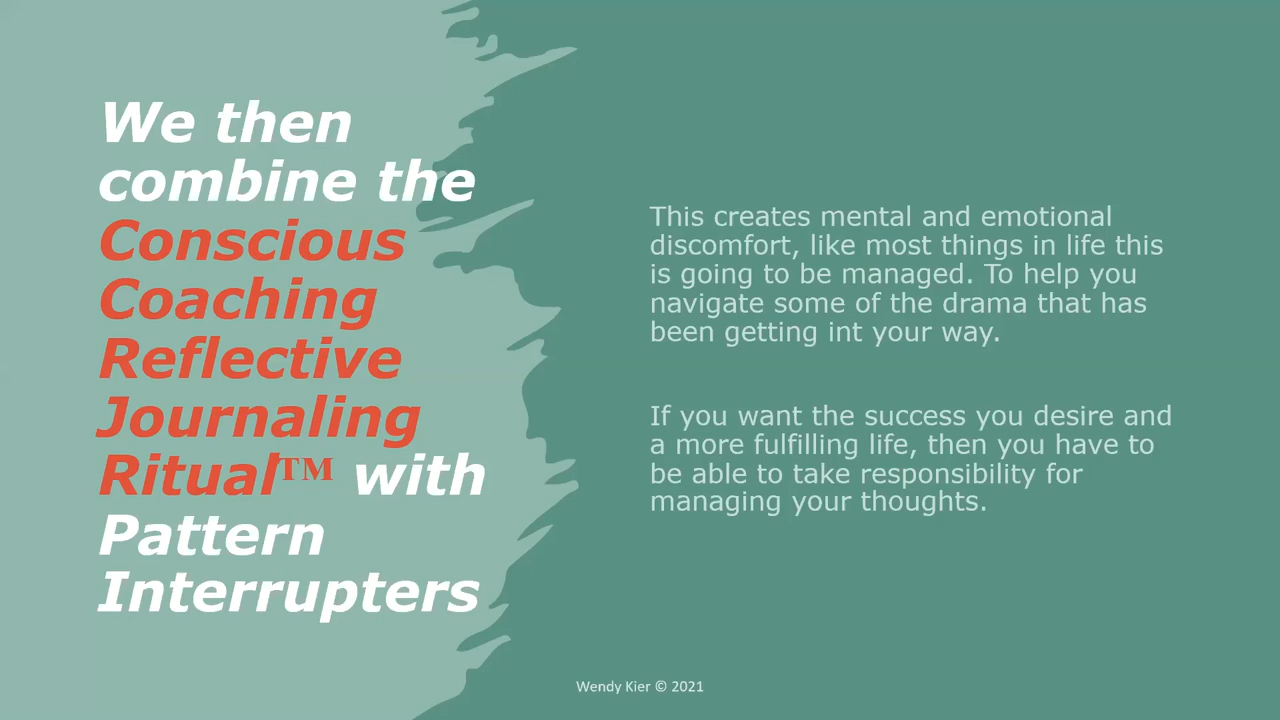 We then
combine the
Conscious
Coaching
Reflective
Journaling
Ritual™ with
Pattern
Interrupters
This creates mental and emotional
discomfort, like most things in life this
is going to be managed. To help you
navigate some of the drama that has
been getting int your way.
If you want the success you desire and
a more fulfilling life, then you have to
be able to take responsibility for
managing your thoughts.
Wendy Kier © 2021